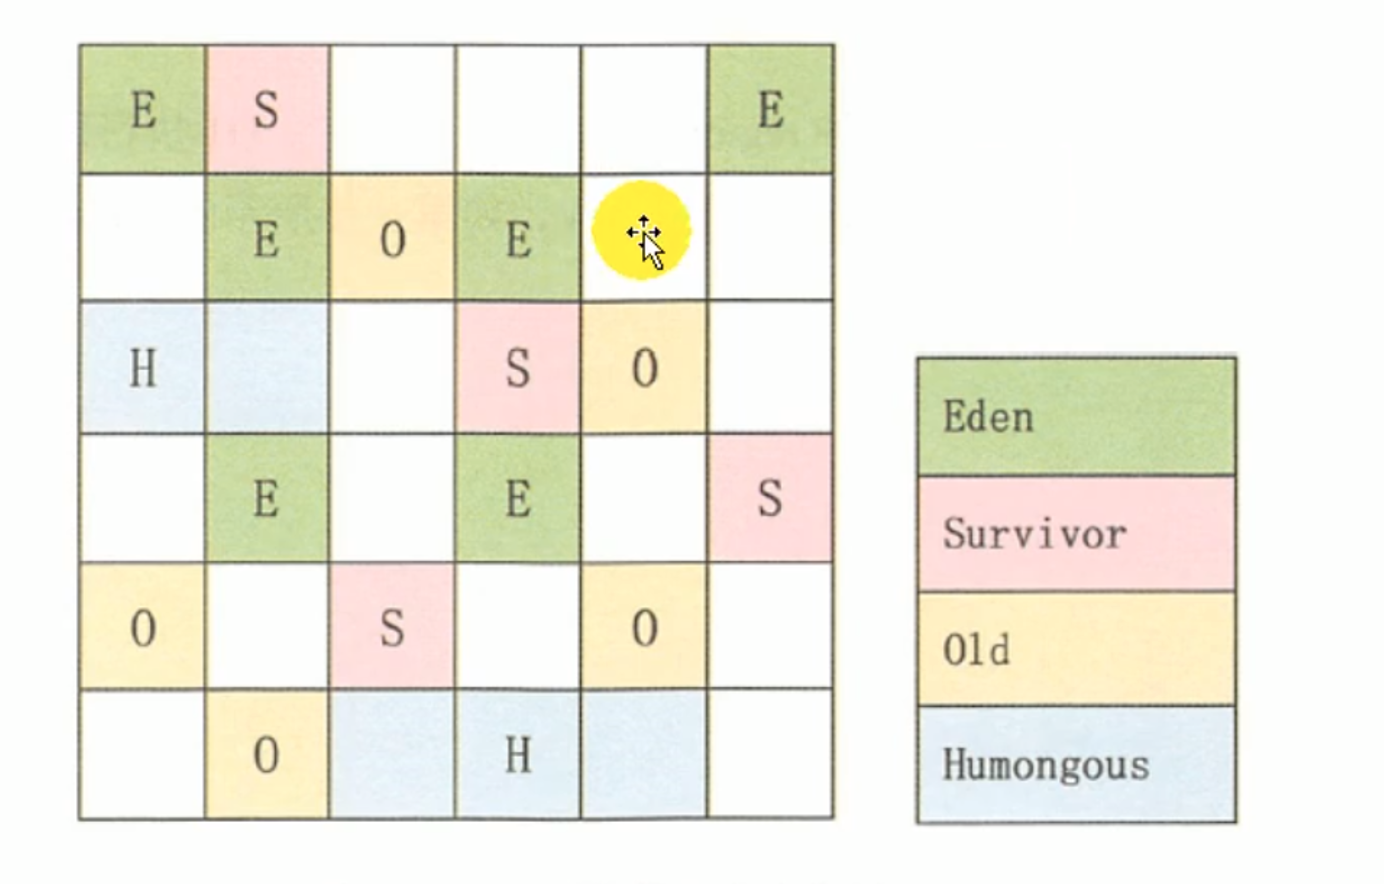 E S E
E O E
H S O
E E S
O S O
O H
Eden
Survivor
Old
Humongous